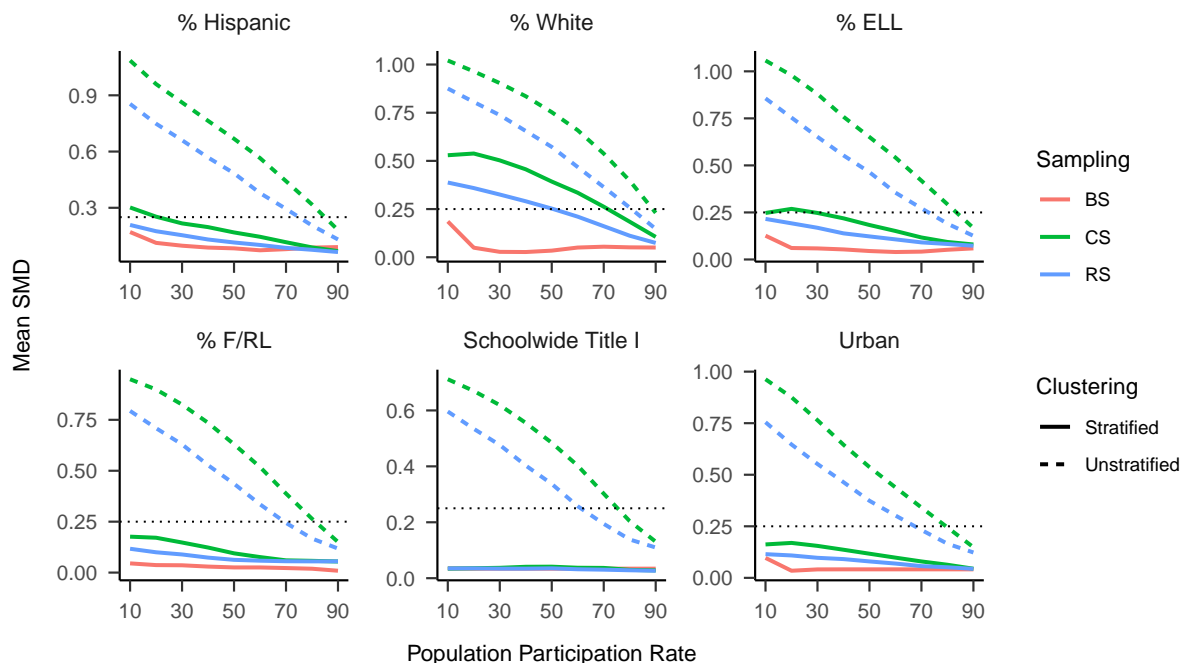 % Hispanic
% White
% ELL
0.9
0.6
0.3
1.00
0.75
0.50
0.25
0.00
1.00
0.75
0.50
0.25
0.00
10 30 50 70 90
10 30 50 70 90
10 30 50 70 90
Mean SMD
% F/RL
Schoolwide Title I
Urban
0.75
0.50
0.25
0.00
0.6
0.4
0.2
0.0
1.00
0.75
0.50
0.25
0.00
10 30 50 70 90
10 30 50 70 90
10 30 50 70 90
Population Participation Rate
Sampling
BS
CS
RS
Clustering
Stratified
Unstratified